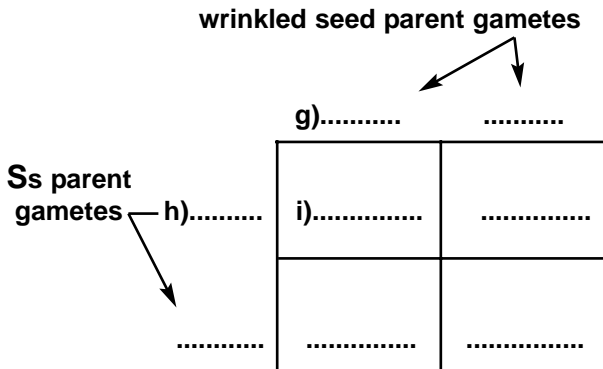 wrinkled seed parent gametes
g)........... ...........
Ss parent
gametes h).......... i)............... ...............
............ ............... ................